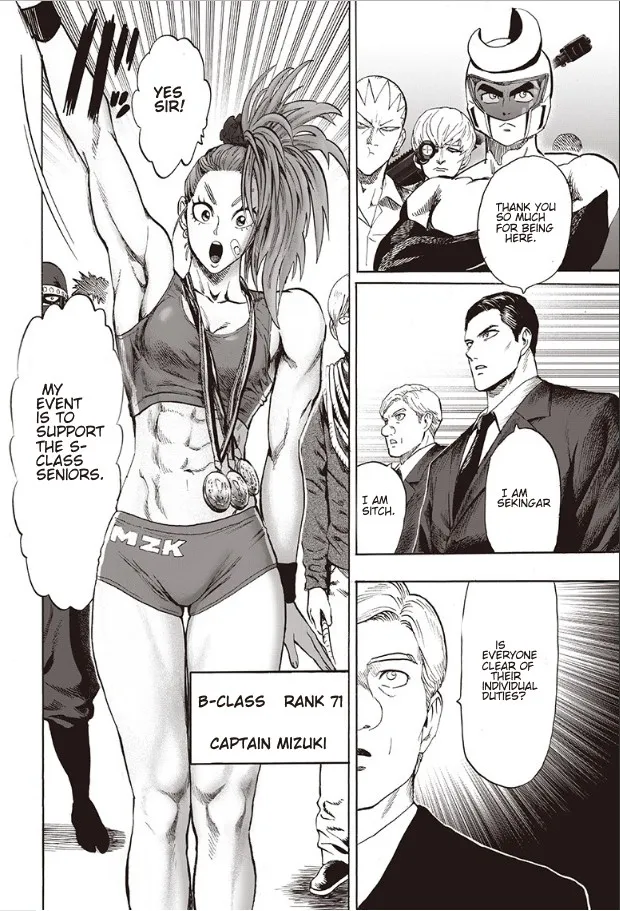 THANK YOU
SO MUCH
FOR BEING
HERE.
I AM
SEKINGAR
I AM
SITCH.
IS
EVERYONE
CLEAR OF
THEIR
INDIVIDUAL
DUTIES?
YES
SIR!
MY
EVENT
IS TO
SUPPORT
THE S-
CLASS
SENIORS.
MZK
B-CLASS RANK 71
CAPTAIN MIZUKI